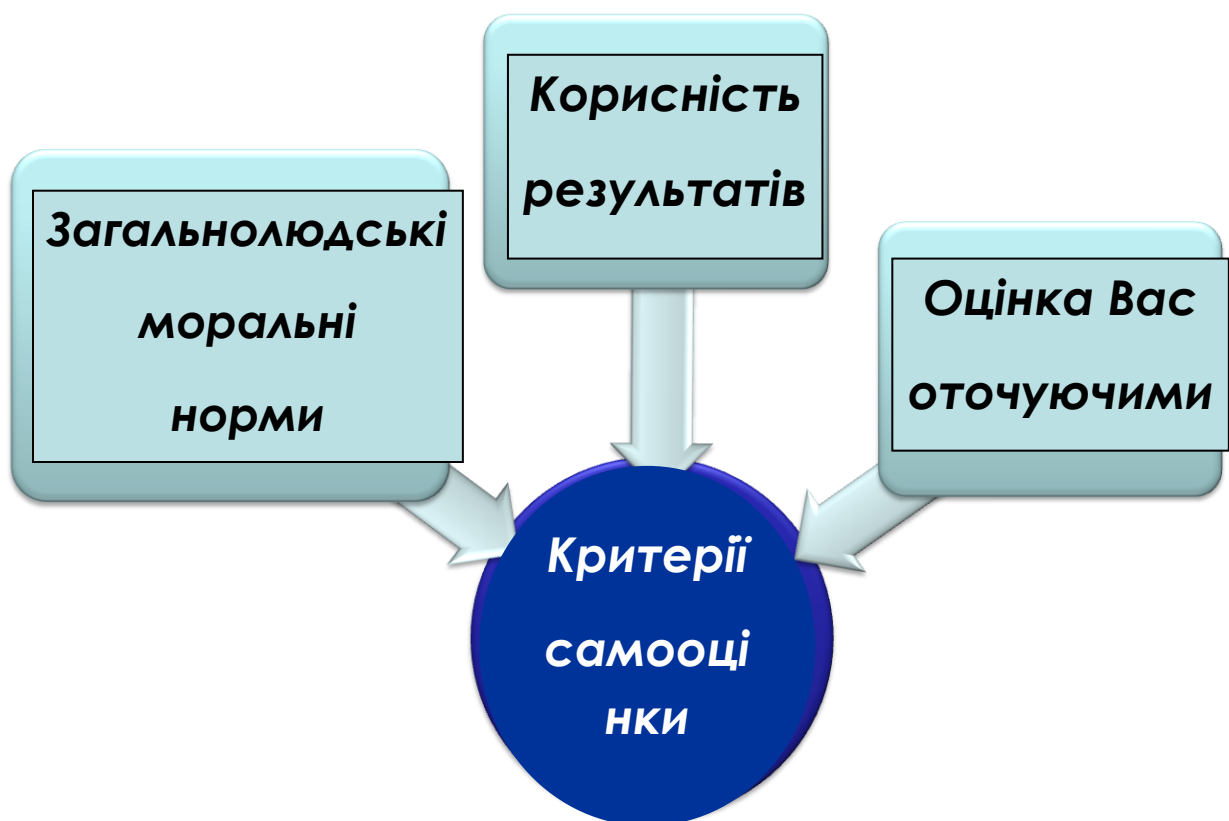 Загальнолюдські
моральні
норми
Корисність
результатів
Оцінка Вас
оточуючими
Критерії
самооці
нки